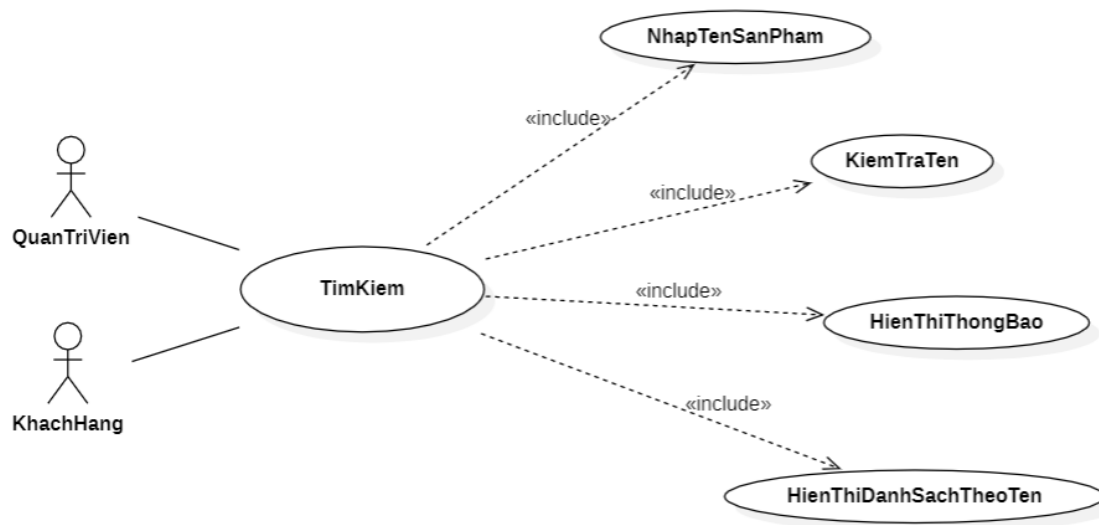 NhapTenSanPham
«include»
KiemTraTen
«include»
QuanTriVien
TimKiem
«include»
HienThiThongBao
KhachHang
«include»
HienThiDanhSachTheoTen